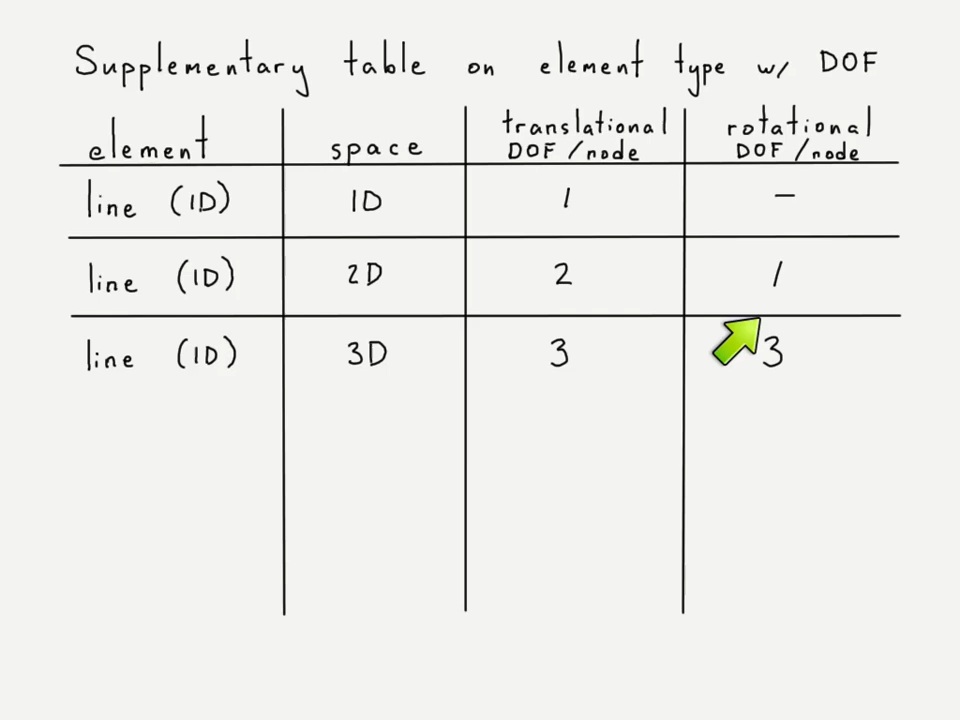 Supplementary table on element type w/ DOF
element space translational DOF/node rotational DOF/node
line (1D) 1D 1 —
line (1D) 2D 2 1
line (1D) 3D 3 3